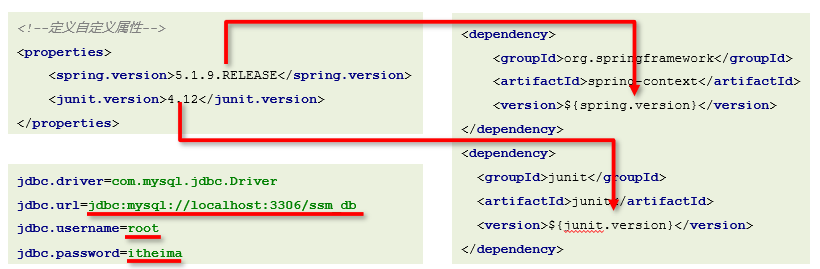 <!--定义自定义属性-->
<properties>
<spring.version>5.1.9.RELEASE</spring.version>
<junit.version>4.12</junit.version>
</properties>
jdbc.driver=com.mysql.jdbc.Driver
jdbc.url=jdbc:mysql://localhost:3306/ssm_db
jdbc.username=root
jdbc.password=itheima
<dependency>
<groupId>org.springframework</groupId>
<artifactId>spring-context</artifactId>
<version>${spring.version}</version>
</dependency>
<dependency>
<groupId>junit</groupId>
<artifactId>junit</artifactId>
<version>${junit.version}</version>
</dependency>